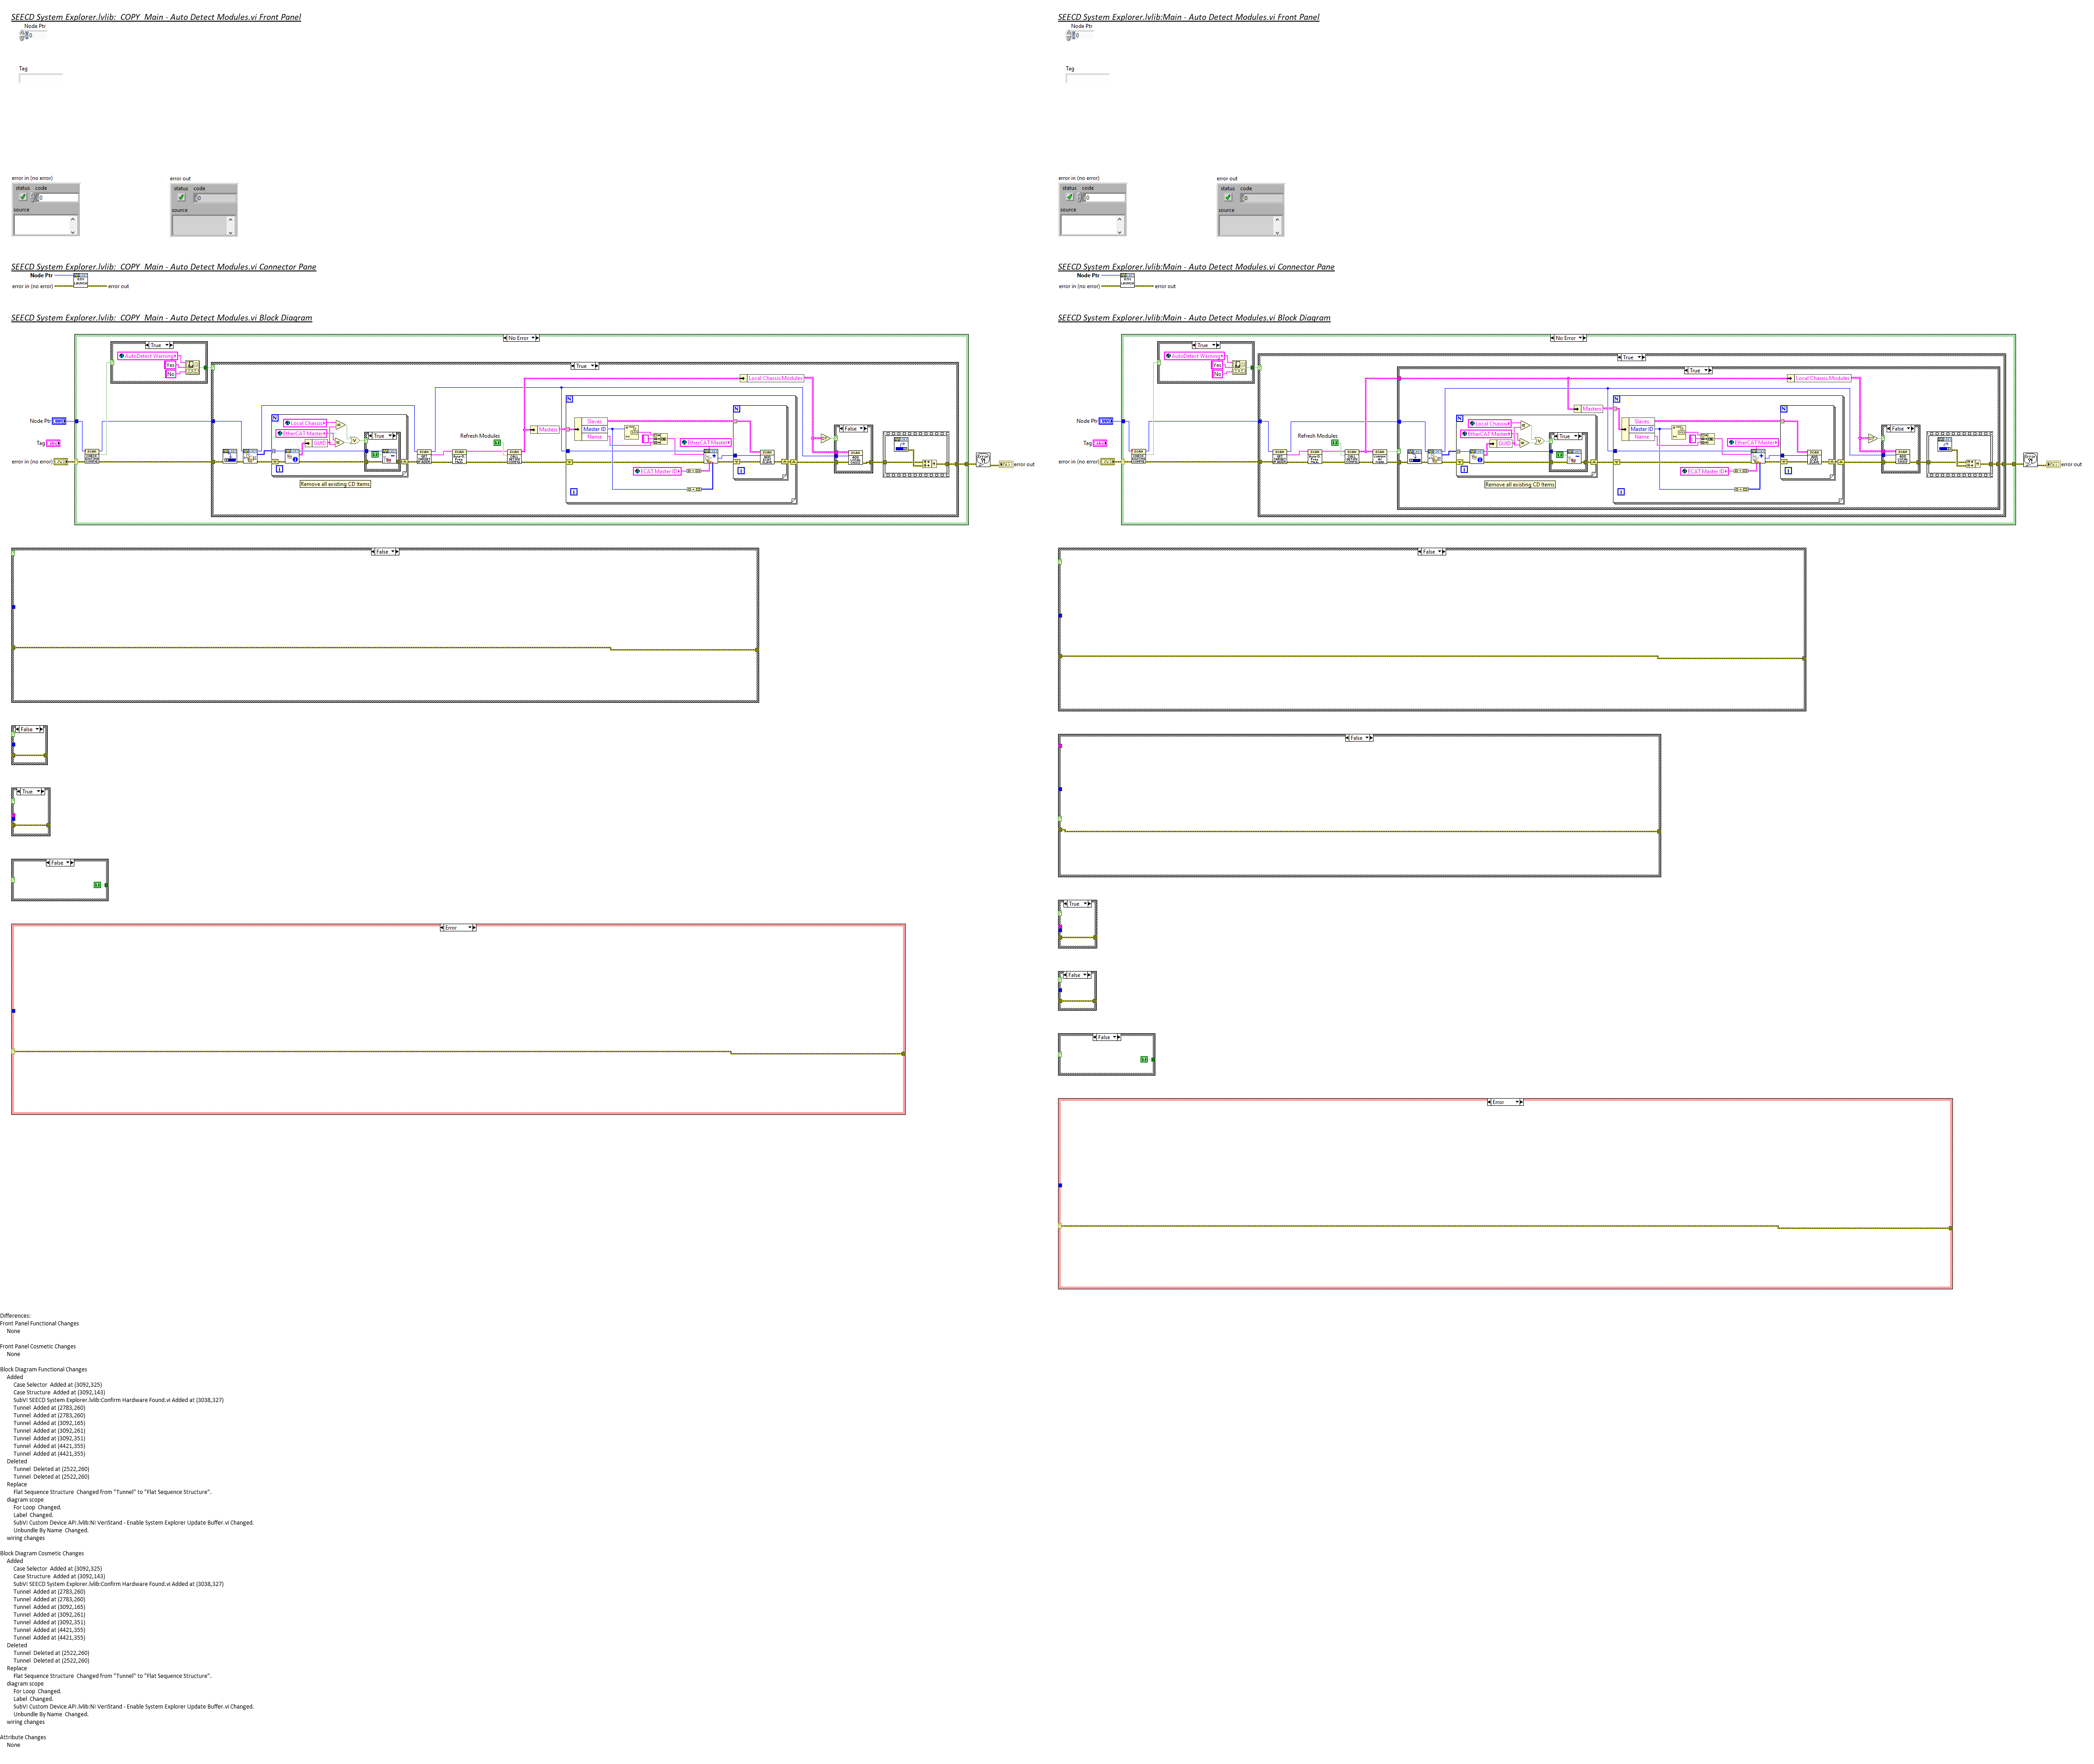 SEECD System Explorer.lvlib:_COPY_Main - Auto Detect Modules.vi Front Panel
Node Ptr
0
Tag
error in (no error)
status code
0
source
error out
status code
0
source
SEECD System Explorer.lvlib:_COPY_Main - Auto Detect Modules.vi Connector Pane
Node Ptr
error in (no error)
error out
SEECD System Explorer.lvlib:_COPY_Main - Auto Detect Modules.vi Block Diagram
No Error
True
AutoDetect Warning
Yes
No
True
Local Chassis.Modules
Node Ptr
Tag
error in (no error)
Local Chassis
EtherCAT Master
GUID
True
Remove all existing CD Items
Refresh Modules
Masters
Slaves
Master ID
Name
EtherCAT Master
ECAT Master ID
False
error out
False
False
True
False
Error
SEECD System Explorer.lvlib:Main - Auto Detect Modules.vi Front Panel
Node Ptr
0
Tag
error in (no error)
status code
0
source
error out
status code
0
source
SEECD System Explorer.lvlib:Main - Auto Detect Modules.vi Connector Pane
Node Ptr
error in (no error)
error out
SEECD System Explorer.lvlib:Main - Auto Detect Modules.vi Block Diagram
No Error
True
AutoDetect Warning
Yes
No
True
True
Local Chassis.Modules
Node Ptr
Tag
error in (no error)
Refresh Modules
Local Chassis
EtherCAT Master
GUID
True
Remove all existing CD Items
Masters
Slaves
Master ID
Name
EtherCAT Master
ECAT Master ID
False
error out
False
False
True
False
False
Error
Differences:
Front Panel Functional Changes
None
Front Panel Cosmetic Changes
None
Block Diagram Functional Changes
Added
Case Selector Added at (3092,325)
Case Structure Added at (3092,143)
SubVI SEECD System Explorer.lvlib:Confirm Hardware Found.vi Added at (3038,327)
Tunnel Added at (2783,260)
Tunnel Added at (2783,260)
Tunnel Added at (3092,165)
Tunnel Added at (3092,261)
Tunnel Added at (3092,351)
Tunnel Added at (4421,355)
Tunnel Added at (4421,355)
Deleted
Tunnel Deleted at (2522,260)
Tunnel Deleted at (2522,260)
Replace
Flat Sequence Structure Changed from "Tunnel" to "Flat Sequence Structure".
diagram scope
For Loop Changed.
Label Changed.
SubVI Custom Device API.lvlib:NI VeriStand - Enable System Explorer Update Buffer.vi Changed.
Unbundle By Name Changed.
wiring changes
Block Diagram Cosmetic Changes
Added
Case Selector Added at (3092,325)
Case Structure Added at (3092,143)
SubVI SEECD System Explorer.lvlib:Confirm Hardware Found.vi Added at (3038,327)
Tunnel Added at (2783,260)
Tunnel Added at (2783,260)
Tunnel Added at (3092,165)
Tunnel Added at (3092,261)
Tunnel Added at (3092,351)
Tunnel Added at (4421,355)
Tunnel Added at (4421,355)
Deleted
Tunnel Deleted at (2522,260)
Tunnel Deleted at (2522,260)
Replace
Flat Sequence Structure Changed from "Tunnel" to "Flat Sequence Structure".
diagram scope
For Loop Changed.
Label Changed.
SubVI Custom Device API.lvlib:NI VeriStand - Enable System Explorer Update Buffer.vi Changed.
Unbundle By Name Changed.
wiring changes
Attribute Changes
None